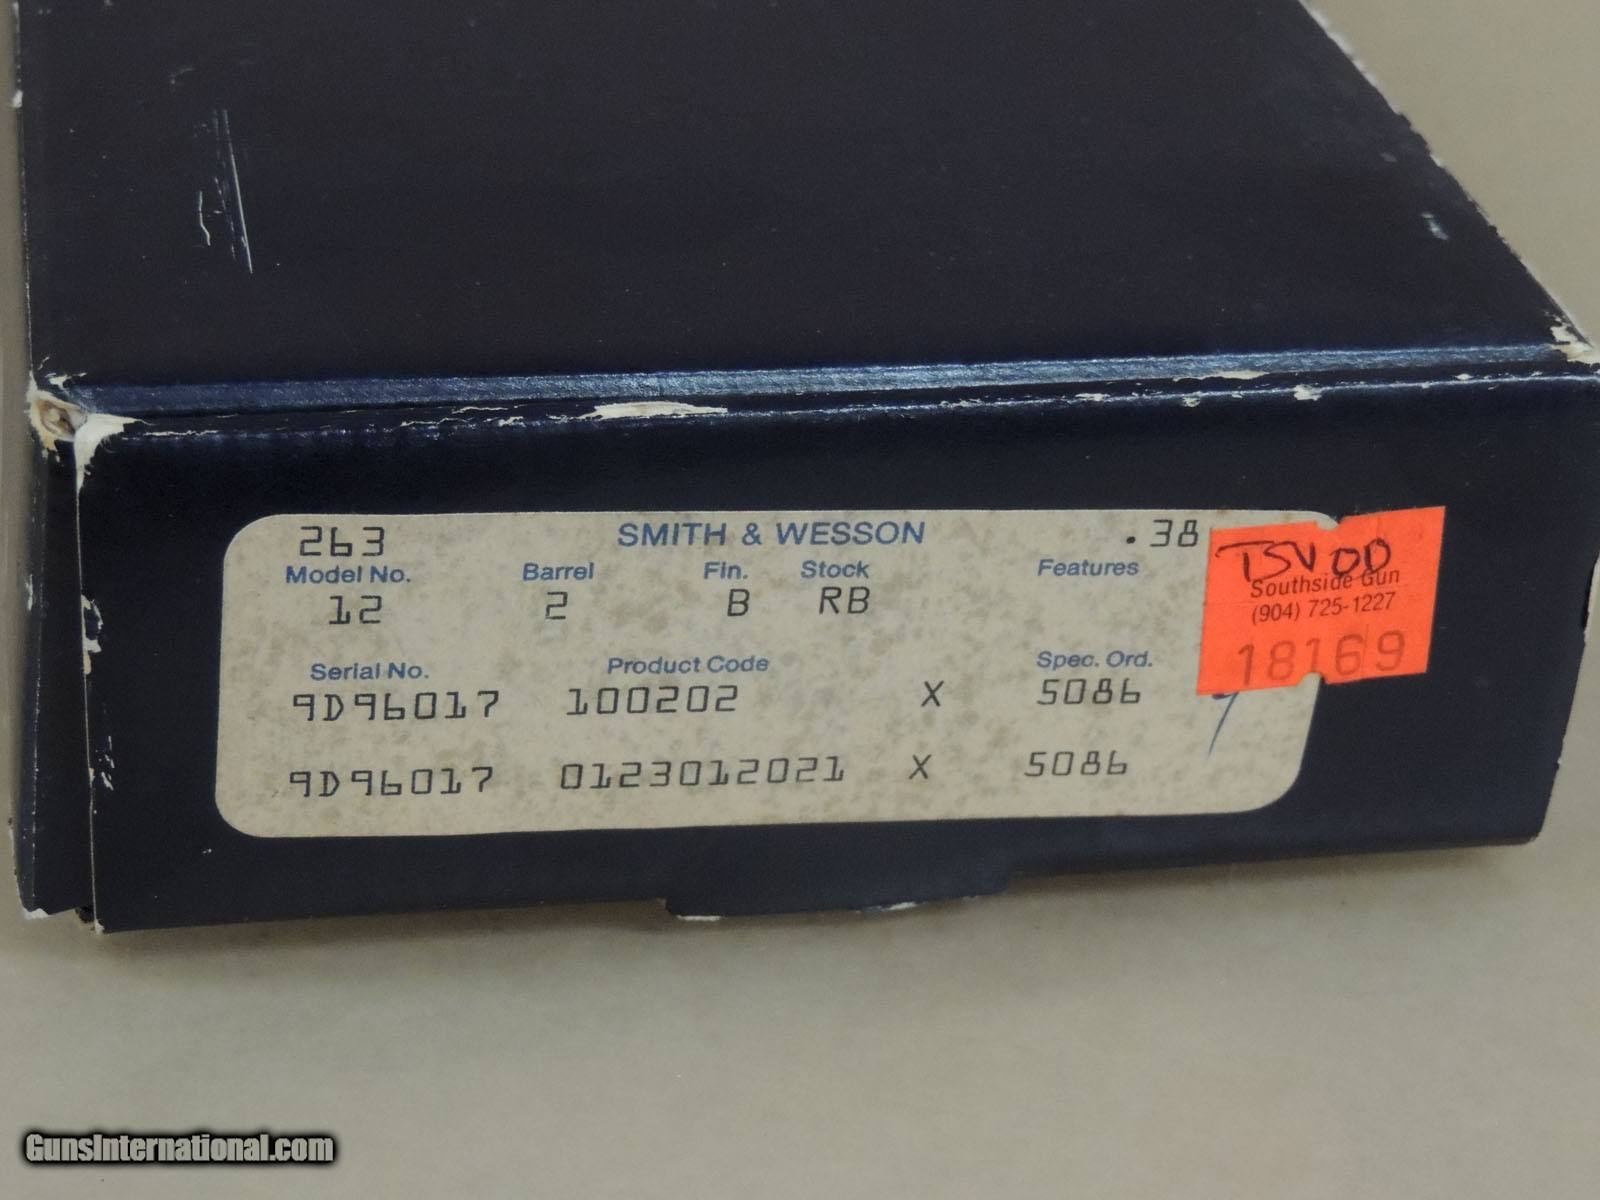 263 SMITH & WESSON .38
Model No. Barrel Fin. Stock Features
12 2 B RB
Serial No. Product Code Spec. Ord.
9D96017 100202 X 5086
9D96017 0123012021 X 5086
Southside Gun
(904) 725-1227
18169
GunsInternational.com